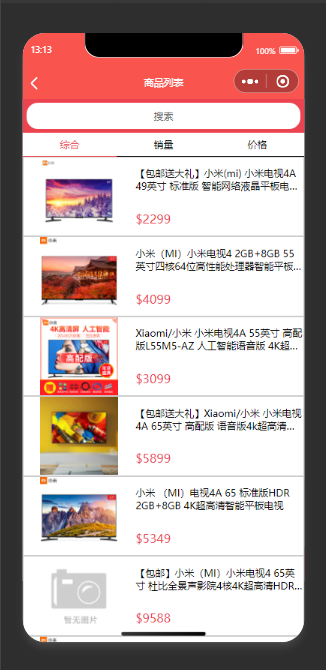 13:13
100%
商品列表
搜索
综合 销量 价格
【包邮送大礼】小米(mi) 小米电视4A
49英寸 标准版 智能网络液晶平板电...
$2299
小米（MI）小米电视4 2GB+8GB 55
英寸四核64位高性能处理器智能平板...
$4099
4K高清屏 人工智能
高配版
Xiaomi/小米 小米电视4A 55英寸 高配
版L55M5-AZ 人工智能语音版 4K超...
$3099
【包邮送大礼】Xiaomi/小米 小米电视
4A 65英寸 高配版 语音版4k超高清...
$5899
小米 （MI）电视4A 65 标准版HDR
2GB+8GB 4K超高清智能平板电视
$5349
暂无图片
【包邮】小米（MI）小米电视4 65英
寸 杜比全景声影院4核4K超高清HDR...
$9588